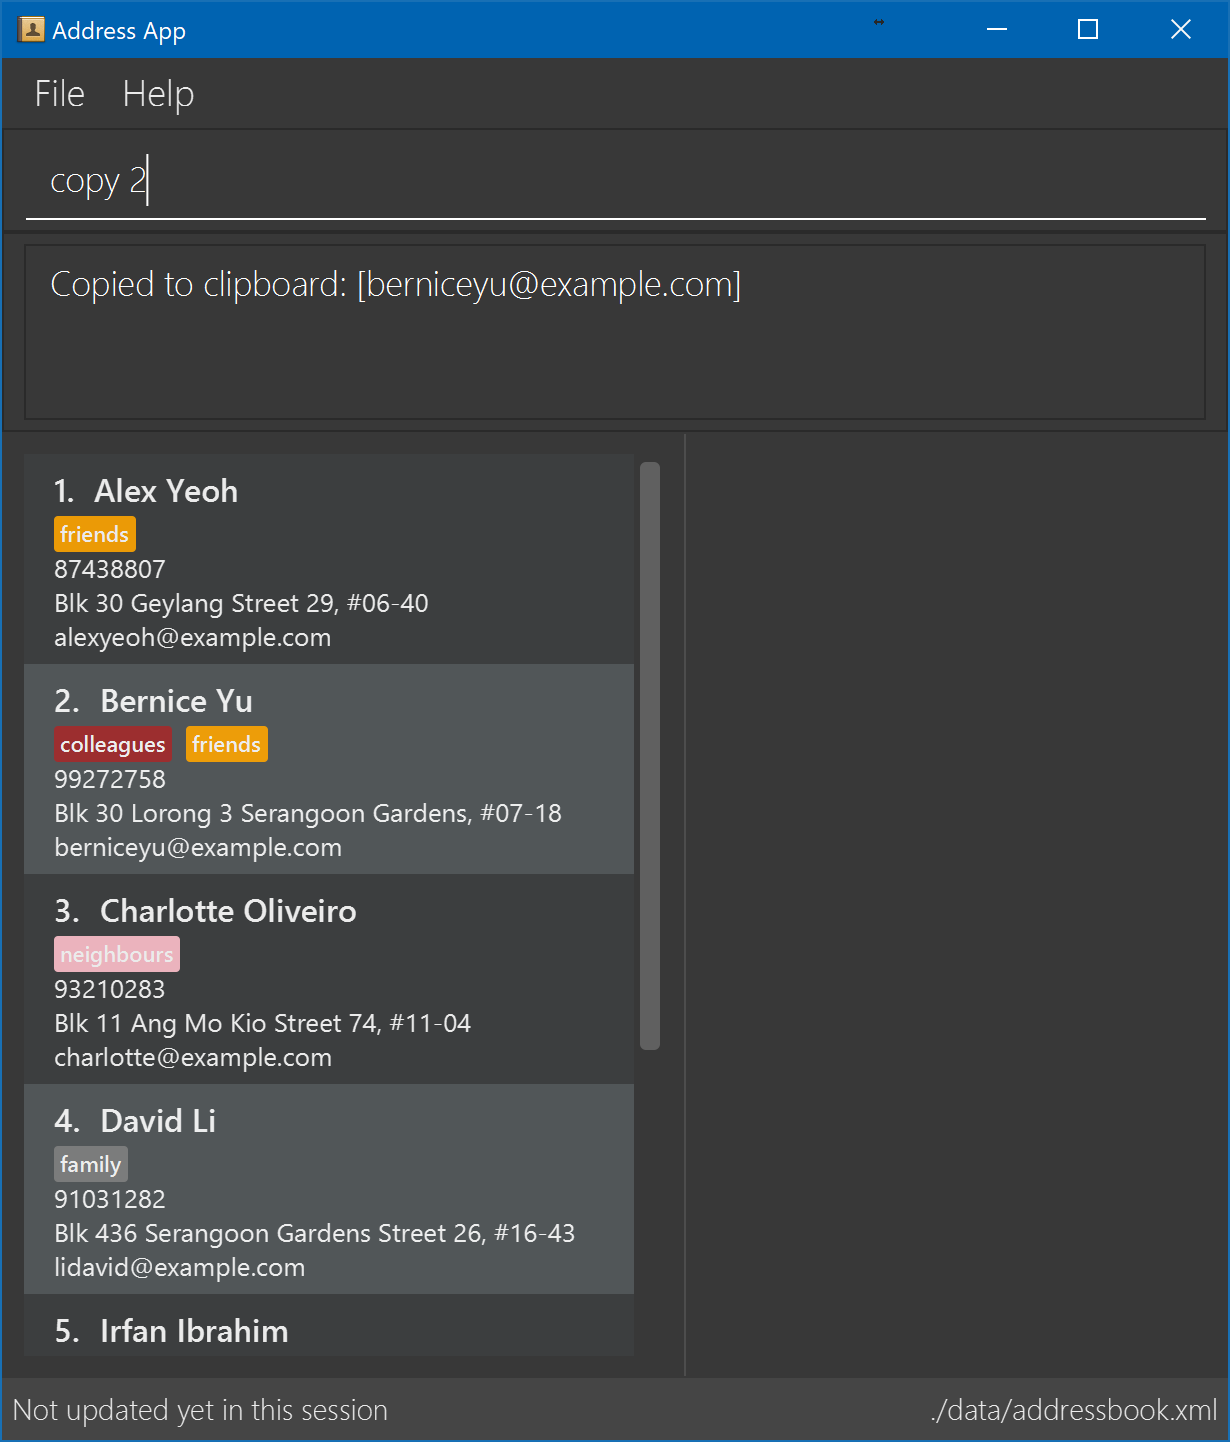 Address App
File Help
copy 2
Copied to clipboard: [berniceyu@example.com]
1. Alex Yeoh
friends
87438807
Blk 30 Geylang Street 29, #06-40
alexyeoh@example.com
2. Bernice Yu
colleagues friends
99272758
Blk 30 Lorong 3 Serangoon Gardens, #07-18
berniceyu@example.com
3. Charlotte Oliveiro
neighbours
93210283
Blk 11 Ang Mo Kio Street 74, #11-04
charlotte@example.com
4. David Li
family
91031282
Blk 436 Serangoon Gardens Street 26, #16-43
lidavid@example.com
5. Irfan Ibrahim
Not updated yet in this session ./data/addressbook.xml